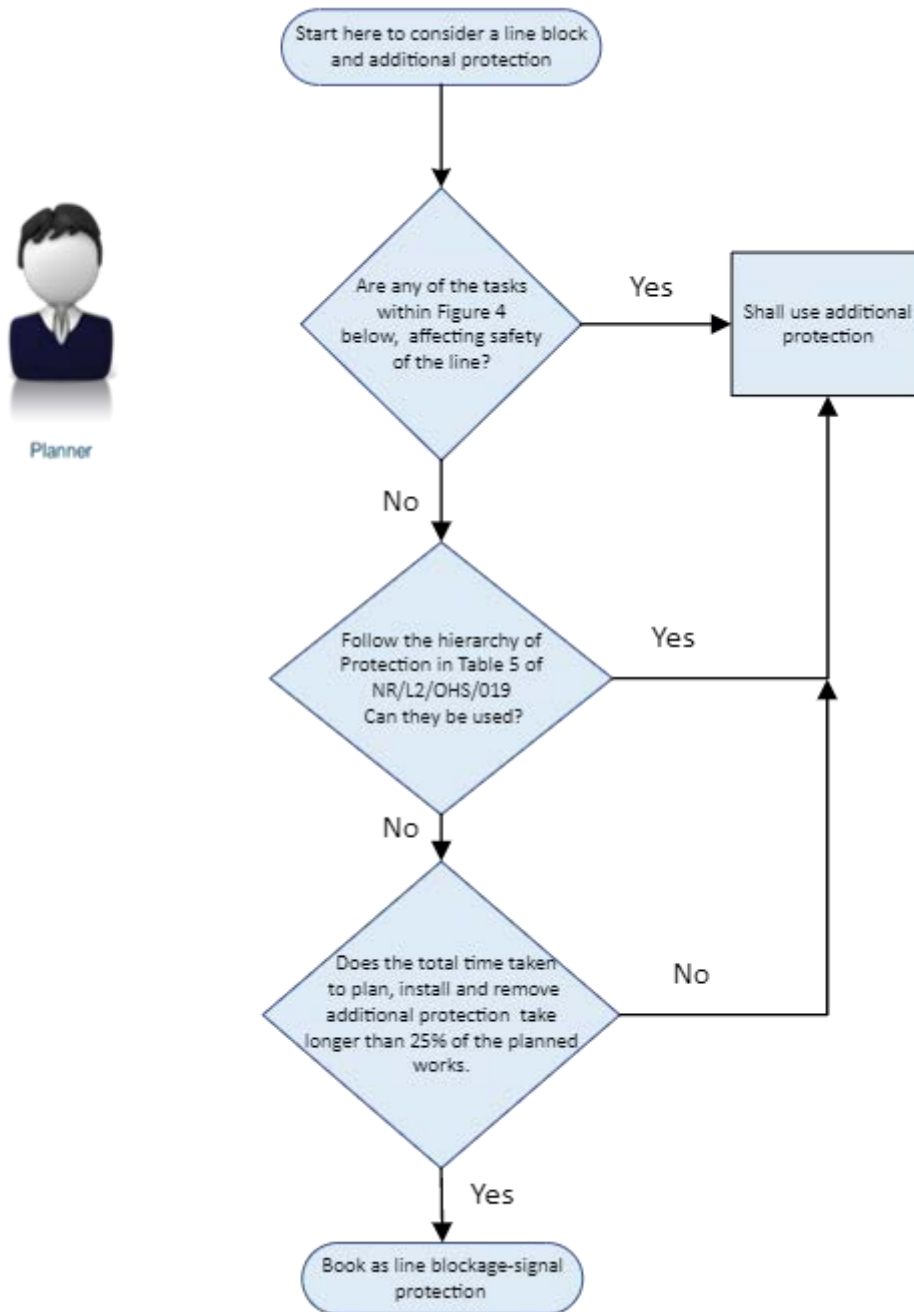 Start here to consider a line block
and additional protection
Planner
Are any of the tasks
within Figure 4
below, affecting safety
of the line?
Yes
Shall use additional
protection
No
Follow the hierarchy of
Protection in Table 5 of
NR/L2/OHS/019
Can they be used?
Yes
No
Does the total time taken
to plan, install and remove
additional protection take
longer than 25% of the planned
works.
No
Yes
Book as line blockage-signal
protection